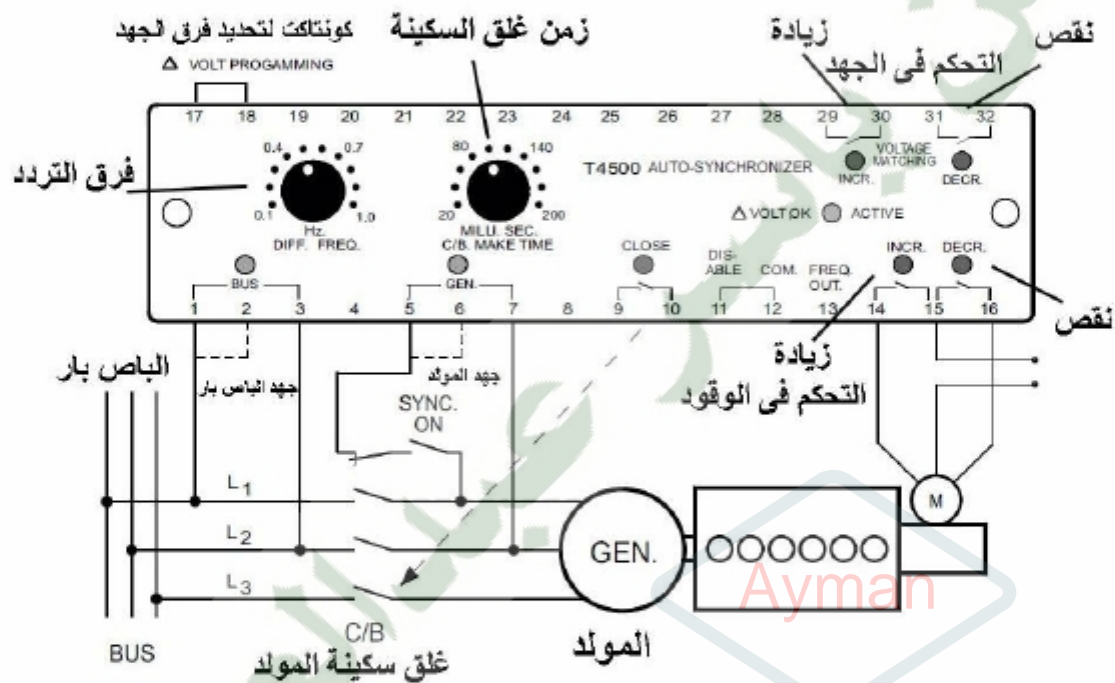 كونتاكت لتحديد فرق الجهد
زمن غلق السكينة
زيادة
نقص
التحكم فى الجهد
Δ VOLT PROGAMMING
17 18 19 20 21 22 23 24 25 26 27 28 29 30 31 32
فرق التردد
0.4 0.7
0.1 1.0
Hz.
DIFF. FREQ.
80 140
20 200
MILLI. SEC.
C/B. MAKE TIME
T4500 AUTO-SYNCHRONIZER
VOLTAGE
MATCHING
INCR. DECR.
Δ VOLT OK ACTIVE
BUS
GEN.
CLOSE
DIS-
ABLE
COM.
FREQ.
OUT.
INCR. DECR.
1 2 3 4 5 6 7 8 9 10 11 12 13 14 15 16
نقص
زيادة
التحكم فى الوقود
الباص بار
جهد الباص بار
جهد المولد
SYNC.
ON
L1
L2
L3
GEN.
M
Ayman
C/B
BUS
غلق سكينة المولد
المولد